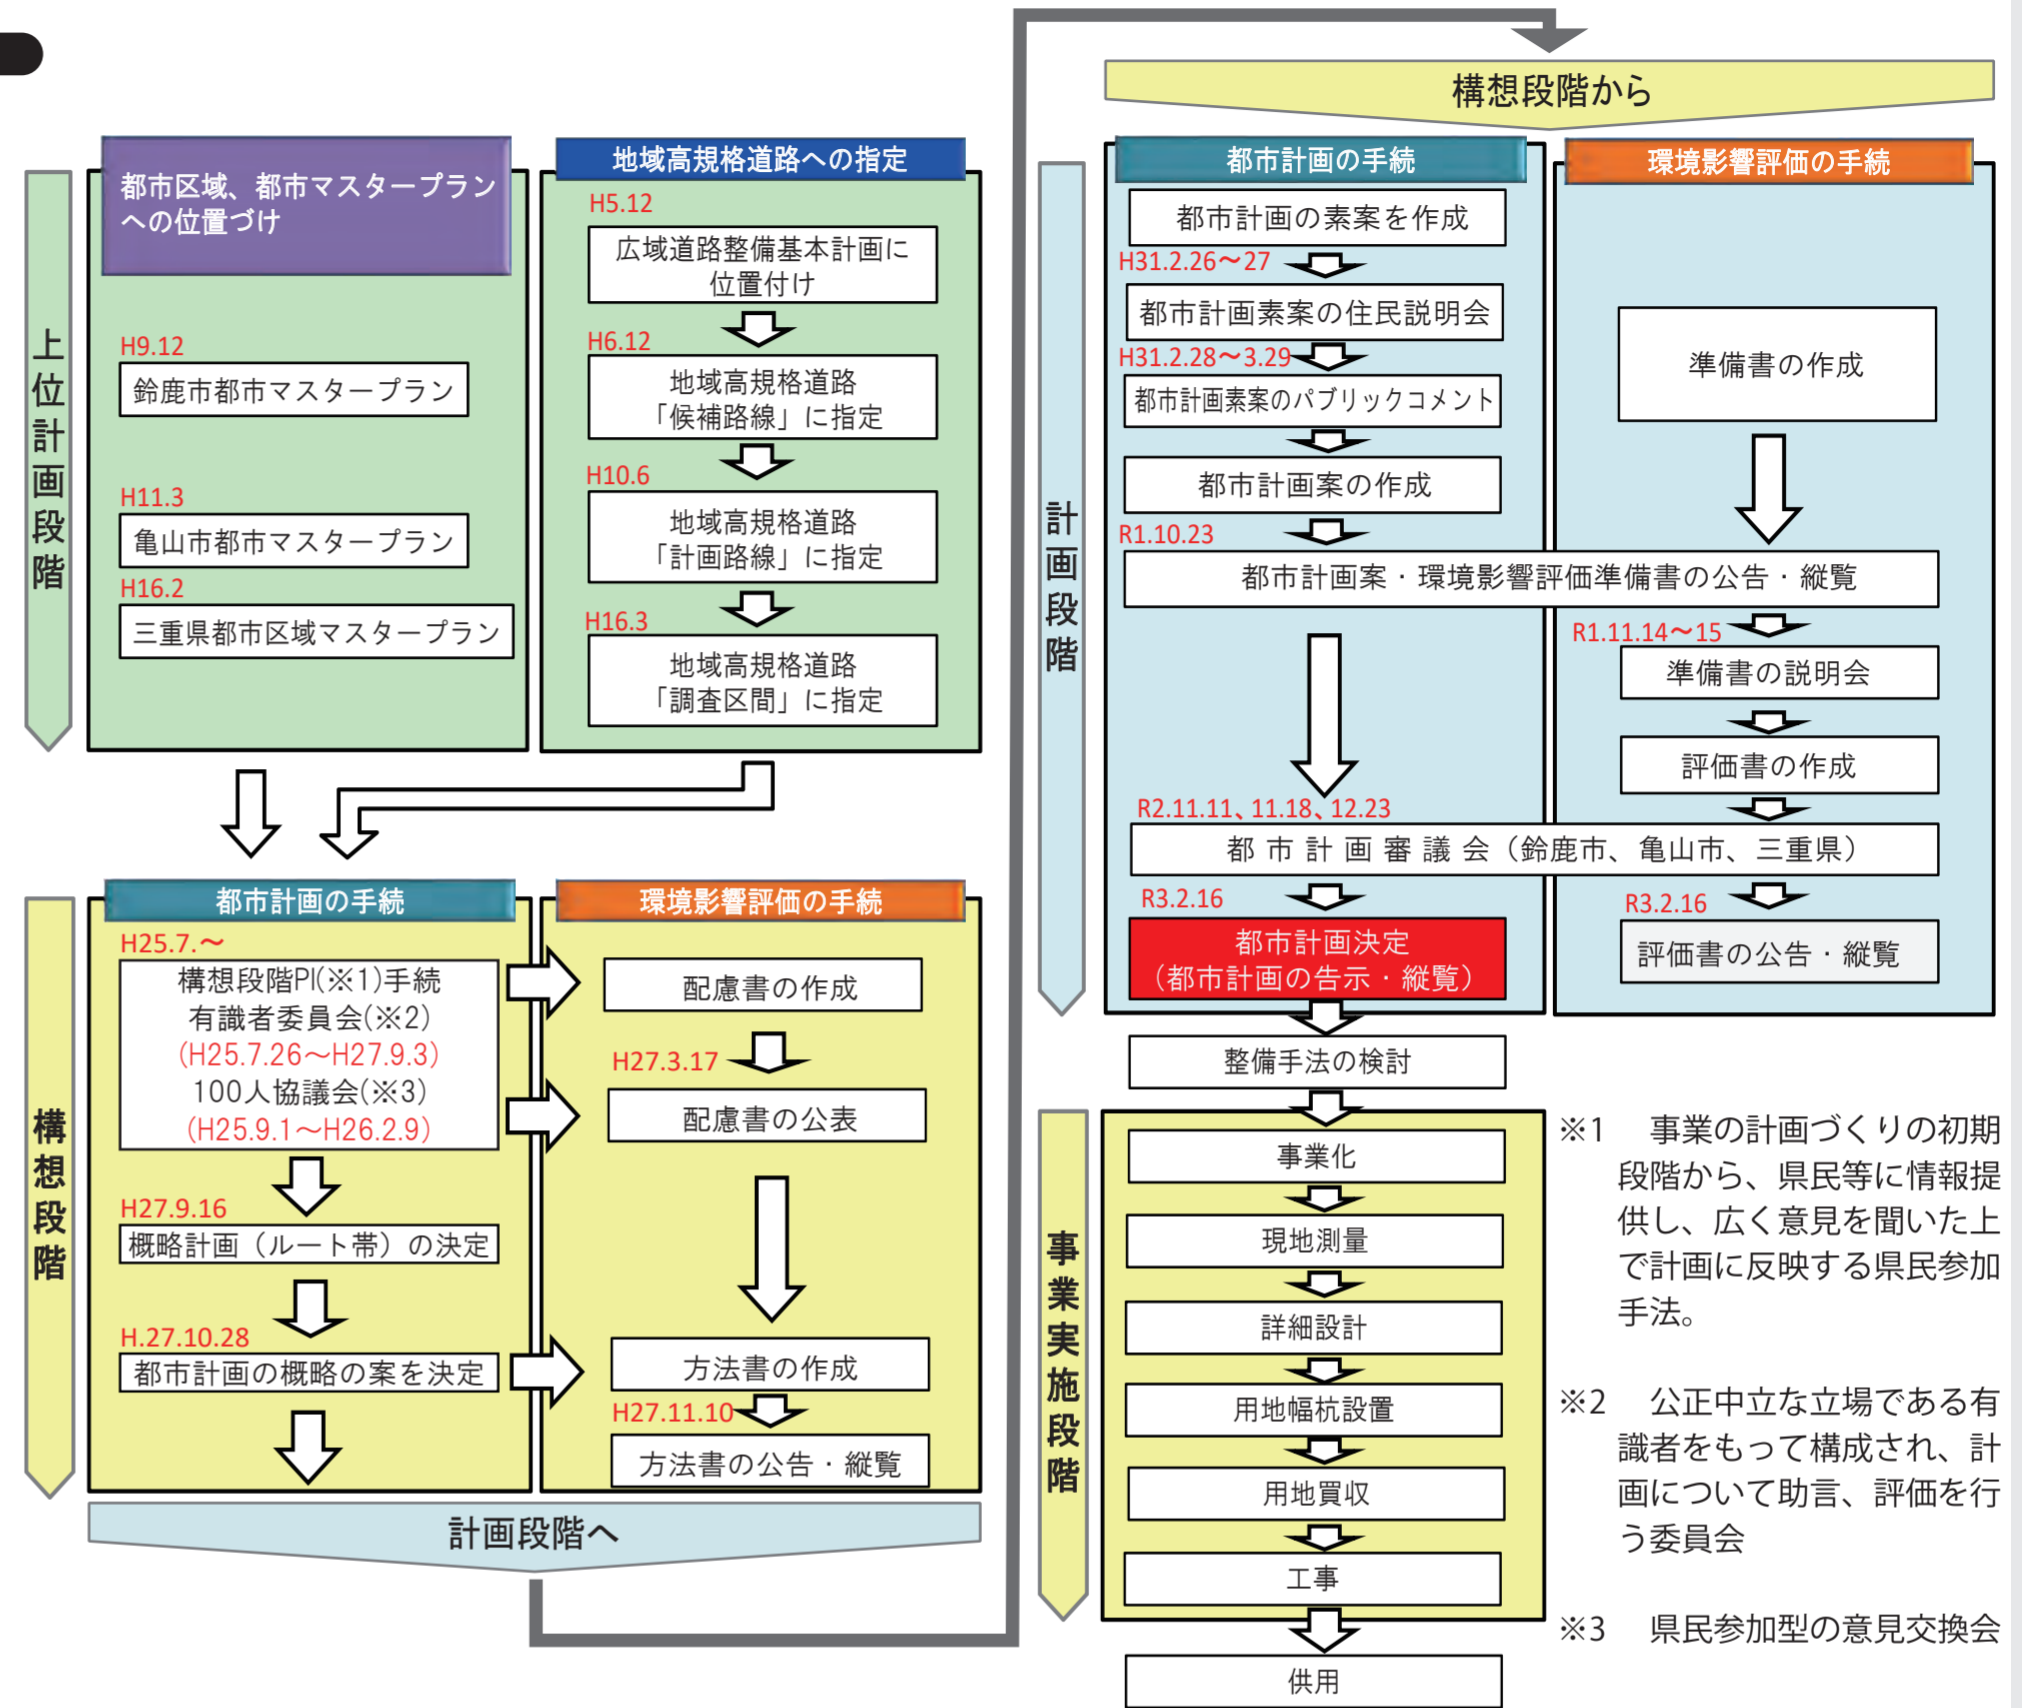 上位計画段階
都市区域、都市マスタープラン
への位置づけ
H9.12
鈴鹿市都市マスタープラン
H11.3
亀山市都市マスタープラン
H16.2
三重県都市区域マスタープラン
地域高規格道路への指定
H5.12
広域道路整備基本計画に
位置付け
H6.12
地域高規格道路
「候補路線」に指定
H10.6
地域高規格道路
「計画路線」に指定
H16.3
地域高規格道路
「調査区間」に指定
構想段階
都市計画の手続
H25.7.～
構想段階PI(※1)手続
有識者委員会(※2)
(H25.7.26～H27.9.3)
100人協議会(※3)
(H25.9.1～H26.2.9)
H27.9.16
概略計画（ルート帯）の決定
H.27.10.28
都市計画の概略の案を決定
環境影響評価の手続
配慮書の作成
H27.3.17
配慮書の公表
方法書の作成
H27.11.10
方法書の公告・縦覧
計画段階へ
構想段階から
計画段階
都市計画の手続
都市計画の素案を作成
H31.2.26～27
都市計画素案の住民説明会
H31.2.28～3.29
都市計画素案のパブリックコメント
都市計画案の作成
R1.10.23
環境影響評価の手続
準備書の作成
都市計画案・環境影響評価準備書の公告・縦覧
R1.11.14～15
準備書の説明会
評価書の作成
R2.11.11、11.18、12.23
都市計画審議会（鈴鹿市、亀山市、三重県）
R3.2.16
都市計画決定
（都市計画の告示・縦覧）
R3.2.16
評価書の公告・縦覧
整備手法の検討
事業実施段階
事業化
現地測量
詳細設計
用地幅杭設置
用地買収
工事
供用
※1　事業の計画づくりの初期
段階から、県民等に情報提
供し、広く意見を聞いた上
で計画に反映する県民参加
手法。
※2　公正中立な立場である有
識者をもって構成され、計
画について助言、評価を行
う委員会
※3　県民参加型の意見交換会